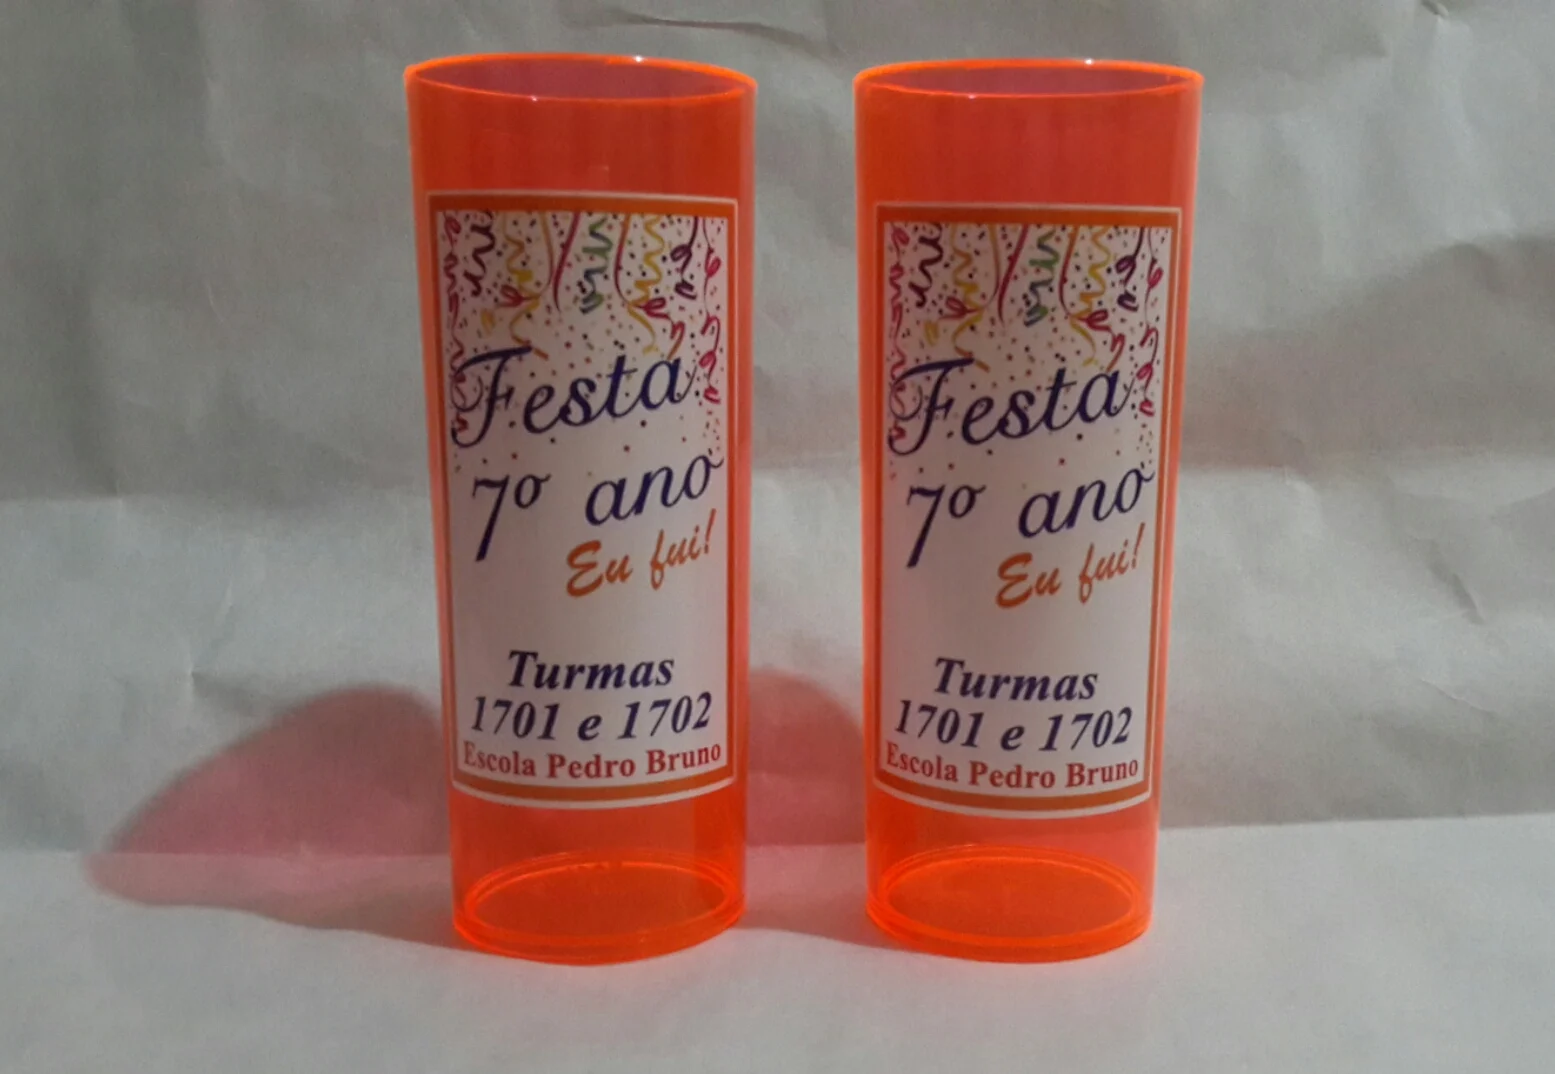 Festa
7º ano
Eu fui!
Turmas
1701 e 1702
Escola Pedro Bruno
Festa
7º ano
Eu fui!
Turmas
1701 e 1702
Escola Pedro Bruno